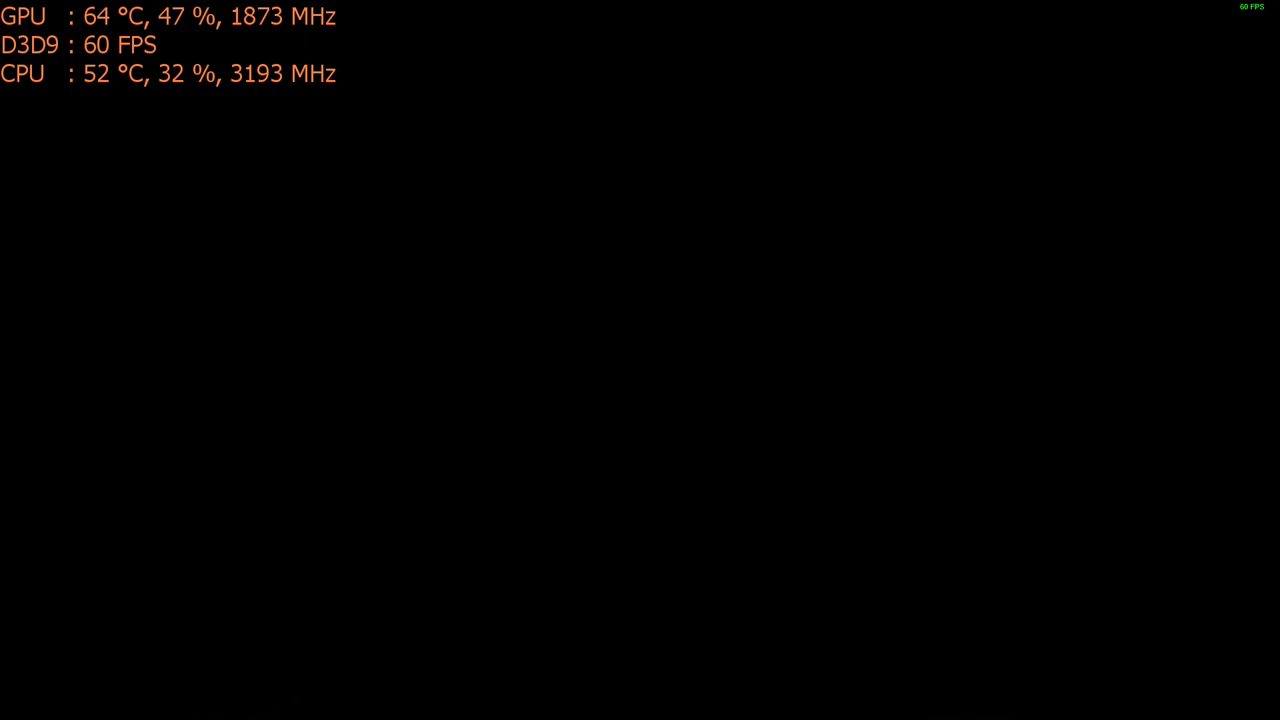 GPU : 64 °C, 47 %, 1873 MHz
60 FPS
D3D9 : 60 FPS
CPU : 52 °C, 32 %, 3193 MHz